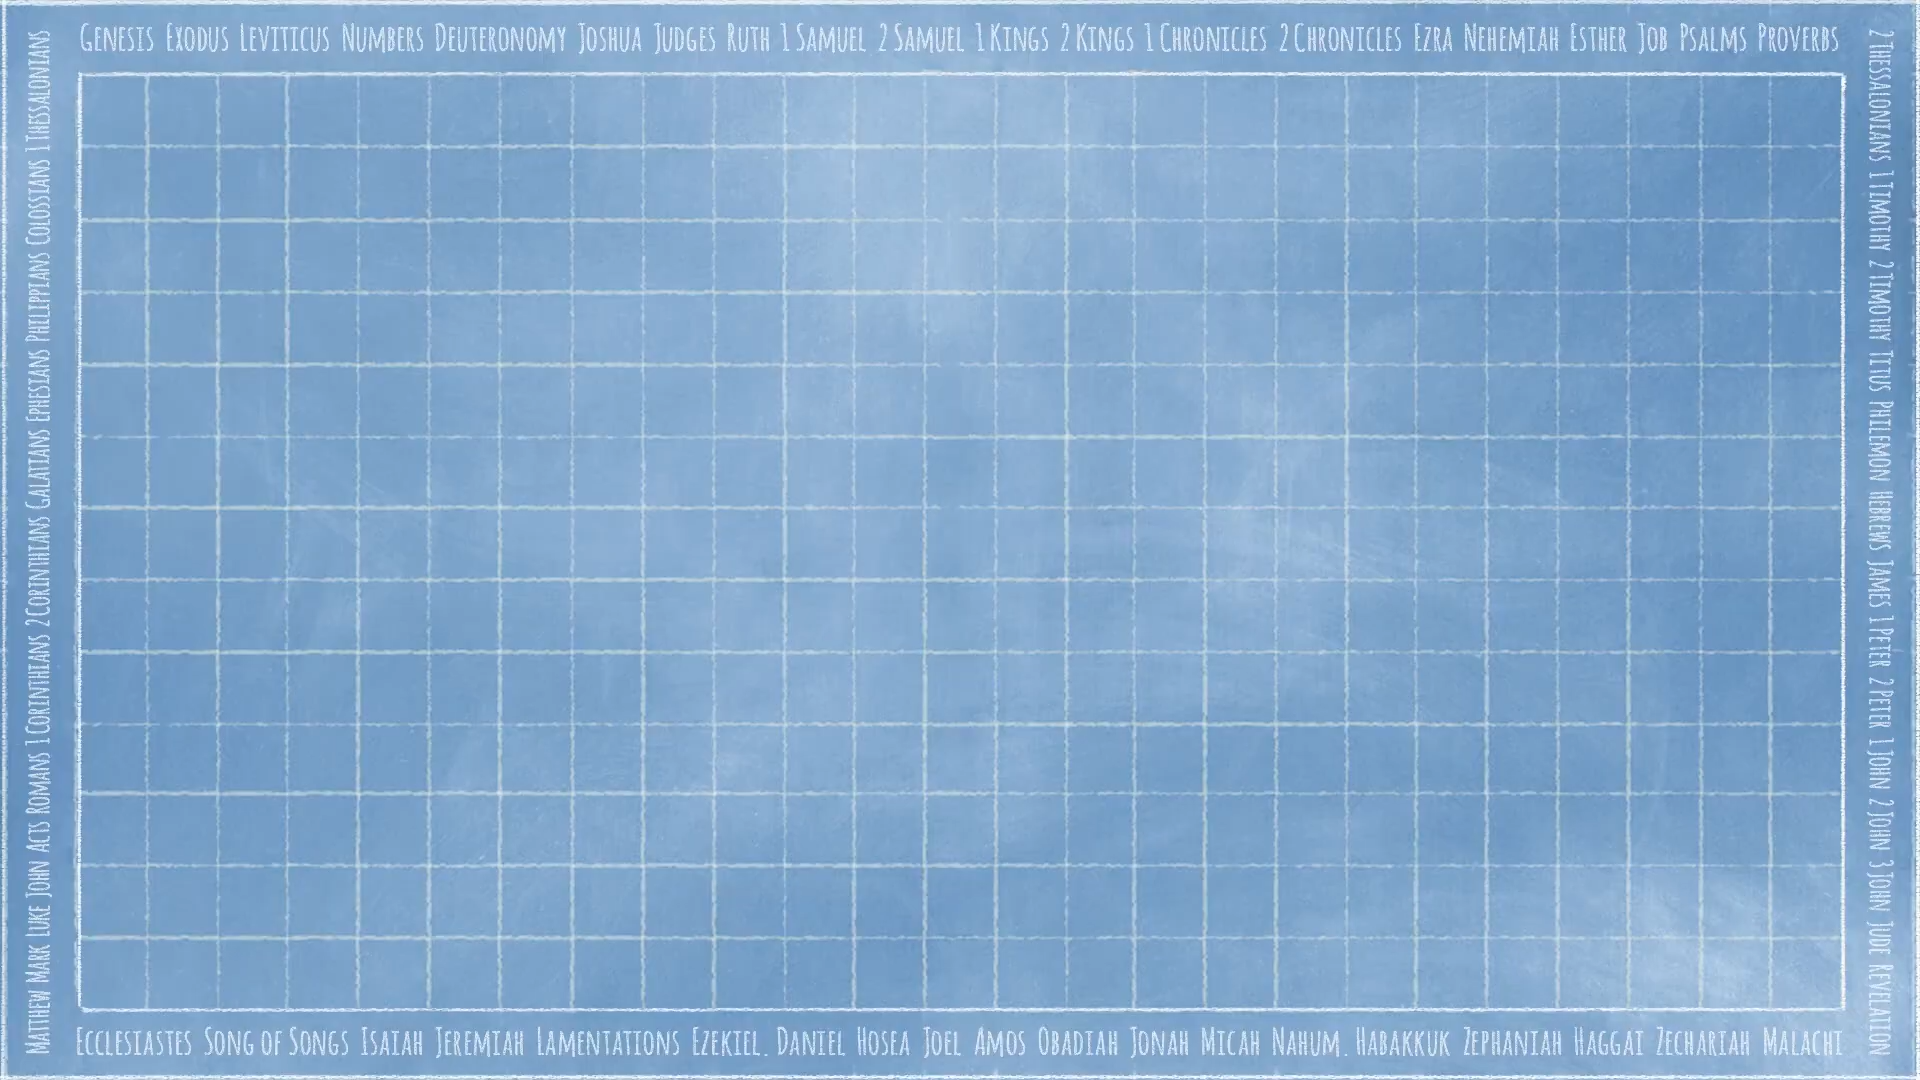 Genesis Exodus Leviticus Numbers Deuteronomy Joshua Judges Ruth 1 Samuel 2 Samuel 1 Kings 2 Kings 1 Chronicles 2 Chronicles Ezra Nehemiah Esther Job Psalms Proverbs
Ecclesiastes Song of Songs Isaiah Jeremiah Lamentations Ezekiel. Daniel Hosea Joel Amos Obadiah Jonah Micah Nahum. Habakkuk Zephaniah Haggai Zechariah Malachi
Matthew Mark Luke John Acts Romans 1 Corinthians 2 Corinthians Galatians Ephesians Philippians Colossians 1 Thessalonians
2 Thessalonians 1 Timothy 2 Timothy Titus Philemon Hebrews James 1 Peter 2 Peter 1 John 2 John 3 John Jude Revelation